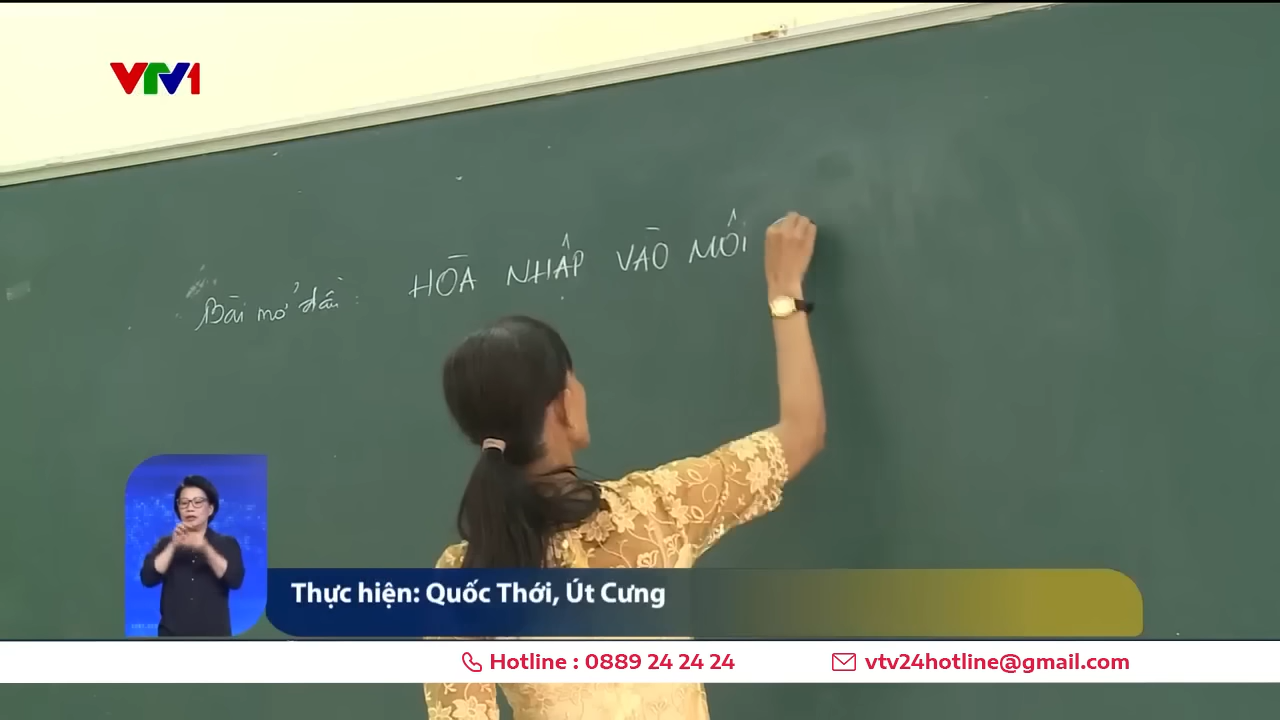 VTV1
Bài mở đầu: HÒA NHẬP VÀO MÔI
Thực hiện: Quốc Thới, Út Cưng
Hotline : 0889 24 24 24
vtv24hotline@gmail.com